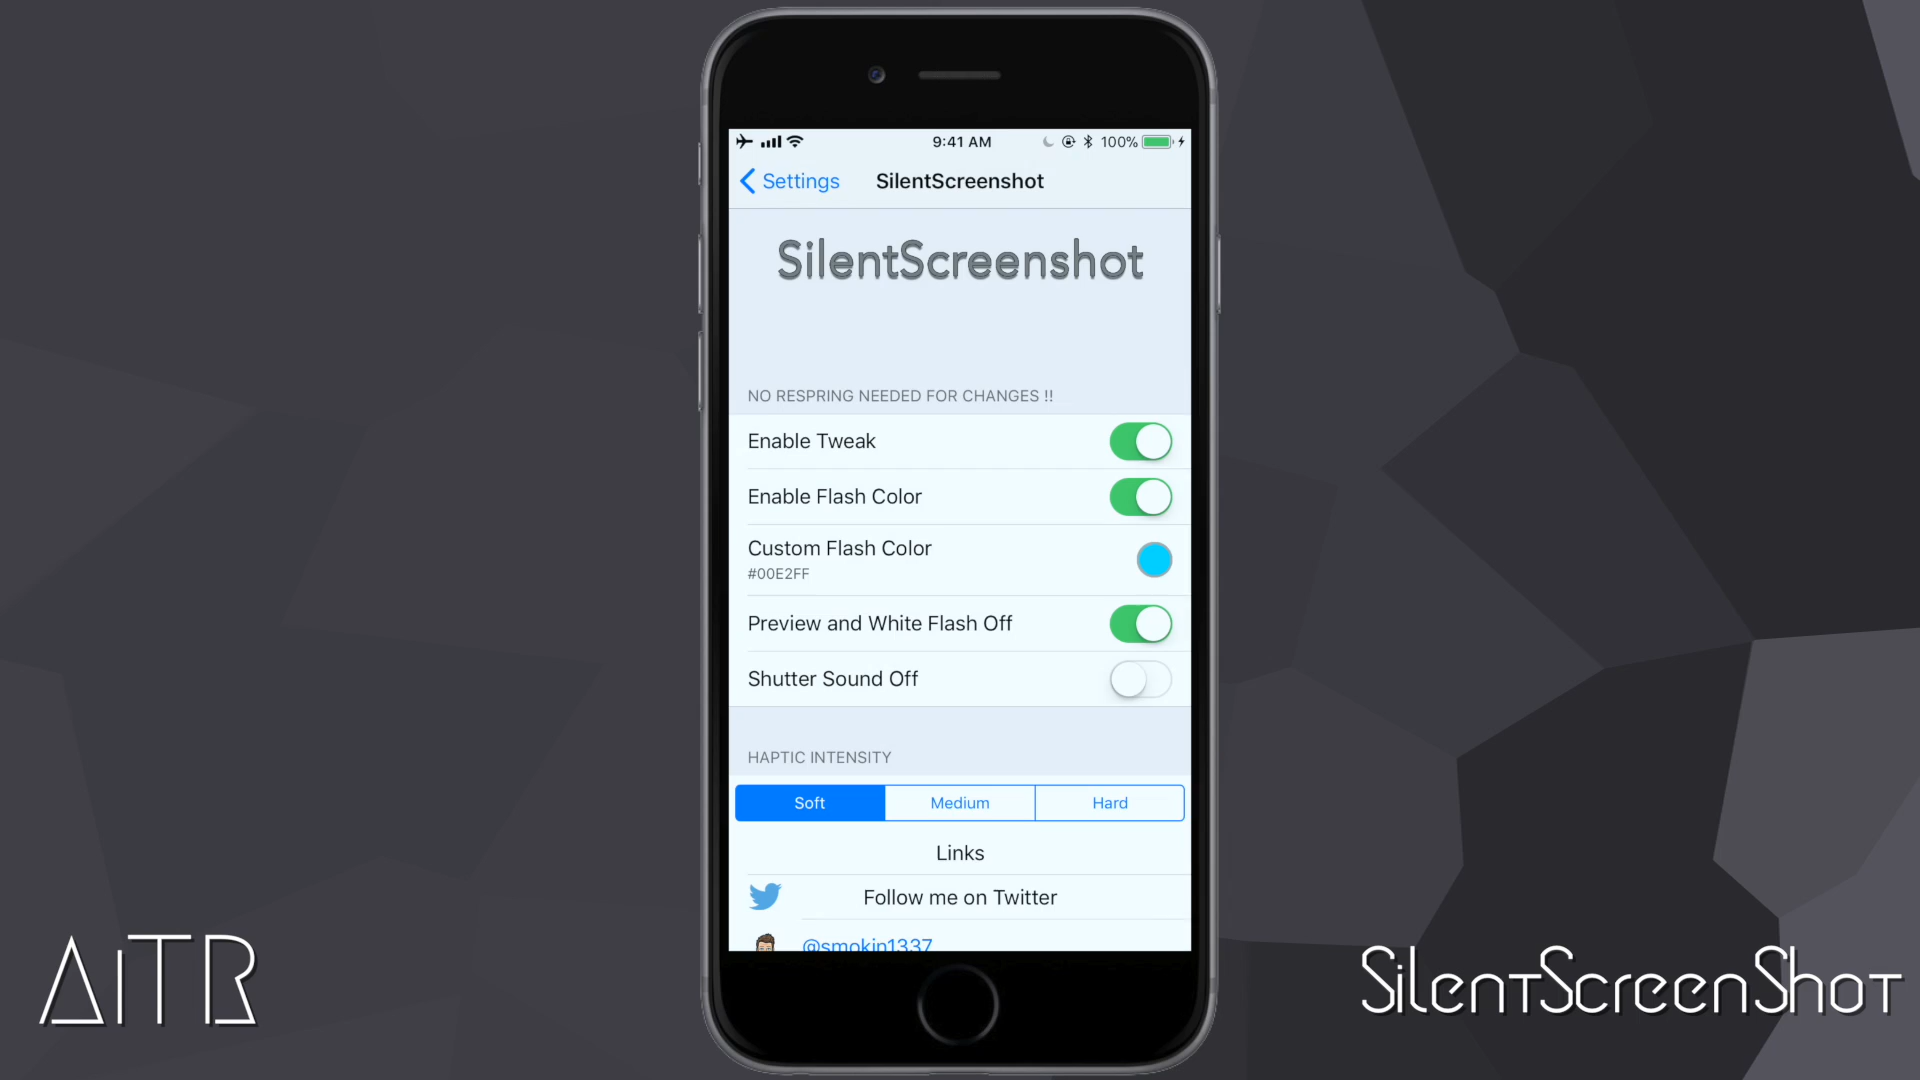 9:41 AM
100%
Settings
SilentScreenshot
SilentScreenshot
NO RESPRING NEEDED FOR CHANGES !!
Enable Tweak
Enable Flash Color
Custom Flash Color
#00E2FF
Preview and White Flash Off
Shutter Sound Off
HAPTIC INTENSITY
Soft
Medium
Hard
Links
Follow me on Twitter
@smokin1337
AiTR
SilentScreenShot